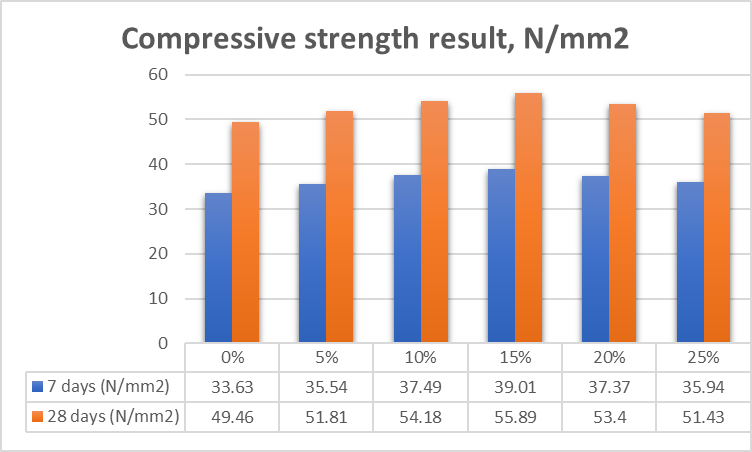 Compressive strength result, N/mm2
60
50
40
30
20
10
0
0% 5% 10% 15% 20% 25%
7 days (N/mm2) 33.63 35.54 37.49 39.01 37.37 35.94
28 days (N/mm2) 49.46 51.81 54.18 55.89 53.4 51.43